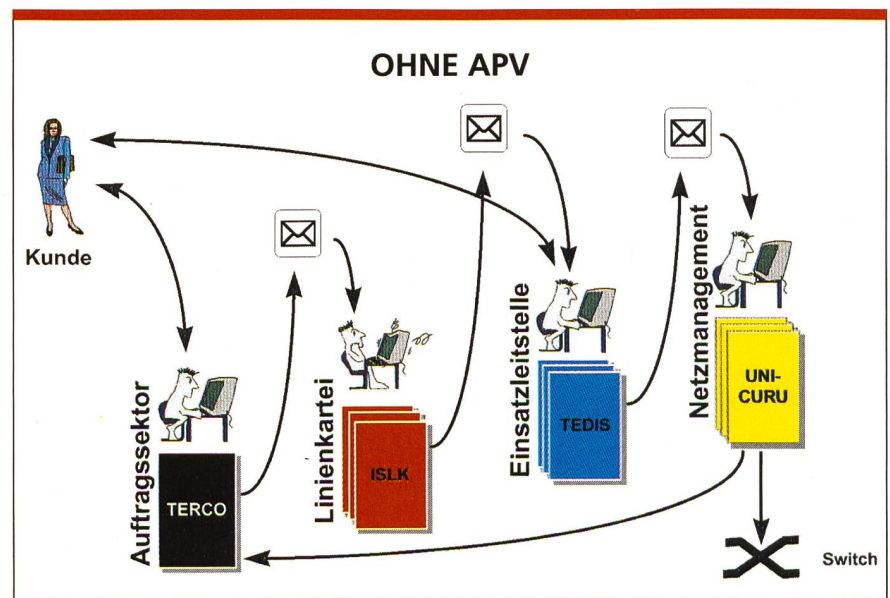 OHNE APV
Kunde
Auftragssektor
TERCO
Linienkartei
ISLK
Einsatzleitstelle
TEDIS
Netzmanagement
UNI-
CURU
Switch